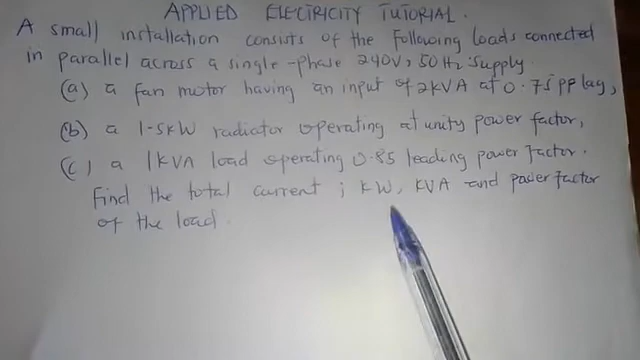 APPLIED ELECTRICITY TUTORIAL.
A small installation consists of the following loads connected
in parallel across a single-phase 240V, 50Hz supply.
(a) a fan motor having an input of 2KVA at 0.75 pf lag,
(b) a 1.5KW radiator operating at unity power factor,
(c) a 1KVA load operating 0.85 leading power factor.
Find the total current ; KW, KVA and power factor
of the load.